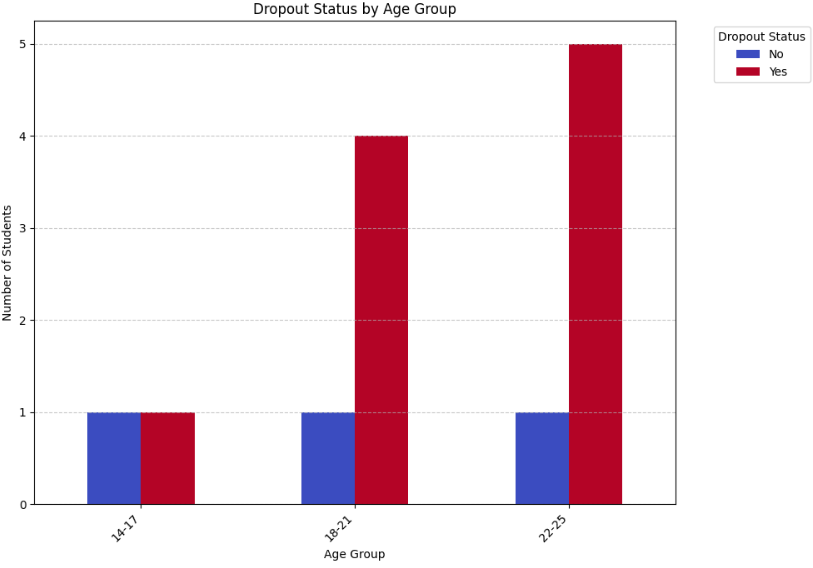 Dropout Status by Age Group
Dropout Status
No
Yes
Number of Students
5
4
3
2
1
0
14-17
18-21
22-25
Age Group